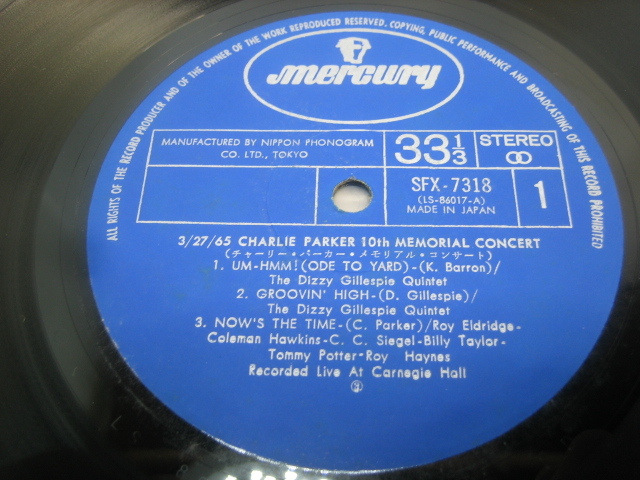 ALL RIGHTS OF THE RECORD PRODUCER AND OF THE OWNER OF THE WORK REPRODUCED RESERVED. COPYING, PUBLIC PERFORMANCE AND BROADCASTING OF THIS RECORD PROHIBITED
mercury
MANUFACTURED BY NIPPON PHONOGRAM
CO. LTD., TOKYO
33 1/3
STEREO
SFX-7318
(LS-86017-A)
MADE IN JAPAN
1
3/27/65 CHARLIE PARKER 10th MEMORIAL CONCERT
(チャーリー・パーカー・メモリアル・コンサート)
1. UM-HMM!(ODE TO YARD)-(K. Barron)/
The Dizzy Gillespie Quintet
2. GROOVIN' HIGH-(D. Gillespie)/
The Dizzy Gillespie Quintet
3. NOW'S THE TIME-(C. Parker)/Roy Eldridge-
Coleman Hawkins-C. C. Siegel-Billy Taylor-
Tommy Potter-Roy Haynes
Recorded Live At Carnegie Hall